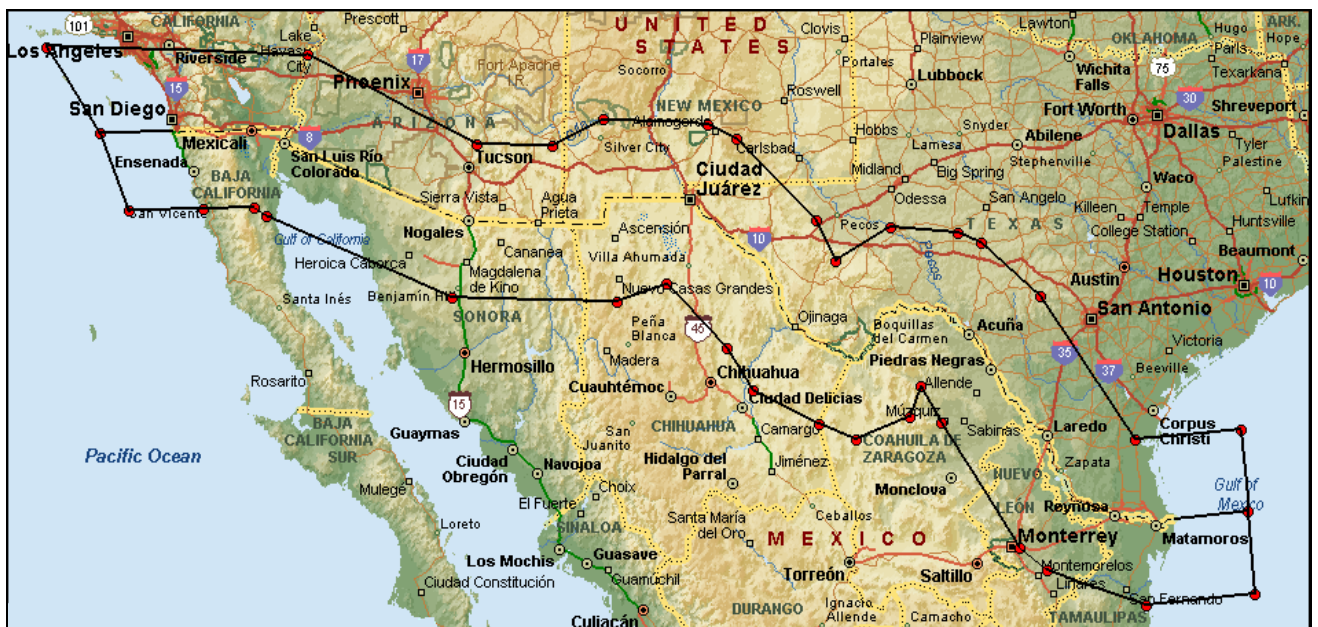 101
CALIFORNIA
Los Angeles
Riverside
Lake
Havasu
City
Prescott
17
Phoenix
Fort Apache
I.R.
UNITED
STATES
Socorro
Clovis
Portales
Plainview
Lubbock
Roswell
Lawton
OKLAHOMA
Hugo
Paris
ARK.
Hope
Texarkana
Wichita
Falls
75
30
Shreveport
Fort Worth
Dallas
15
San Diego
Mexicali
8
ARIZONA
San Luis Río
Colorado
Tucson
Gila
Silver City
NEW MEXICO
Alamogordo
Carlsbad
Hobbs
Lamesa
Snyder
Abilene
Stephenville
Tyler
Palestine
Midland
Big Spring
Odessa
Waco
Ensenada
BAJA
CALIFORNIA
San Vicent
Sierra Vista
Agua
Prieta
Ciudad
Juárez
Nogales
Cananea
Ascensión
Villa Ahumada
10
Pecos
Pecos
TEXAS
San Angelo
Killeen
Temple
College Station
Lufkin
Huntsville
Beaumont
Gulf of California
Heroica Caborca
Magdalena
de Kino
Benjamin Hill
SONORA
Nuevo Casas Grandes
Austin
Houston
10
San Antonio
Santa Inés
Peña
Blanca
45
Ojinaga
Boquillas
del Carmen
Acuña
35
37
Victoria
Beeville
Hermosillo
Madera
Chihuahua
Cuauhtémoc
Ciudad Delicias
Piedras Negras
Allende
Rosarito
15
Guaymas
San
Juanito
CHIHUAHUA
Camargo
Múzquiz
Sabinas
COAHUILA DE
ZARAGOZA
Laredo
Corpus
Christi
BAJA
CALIFORNIA
SUR
Pacific Ocean
Ciudad
Obregón
Navojoa
Hidalgo del
Parral
Jiménez
Monclova
NUEVO
LEÓN
Zapata
Gulf of
Mexico
Mulegé
El Fuerte
Choix
SINALOA
Loreto
Santa María
del Oro
Ceballos
MEXICO
Reynosa
Matamoros
Monterrey
Los Mochis
Guasave
Guamúchil
Ciudad Constitución
Torreón
Saltillo
Montemorelos
Linares
San Fernando
TAMAULIPAS
Culiacán
DURANGO
Ignacio
Allende
Camacho